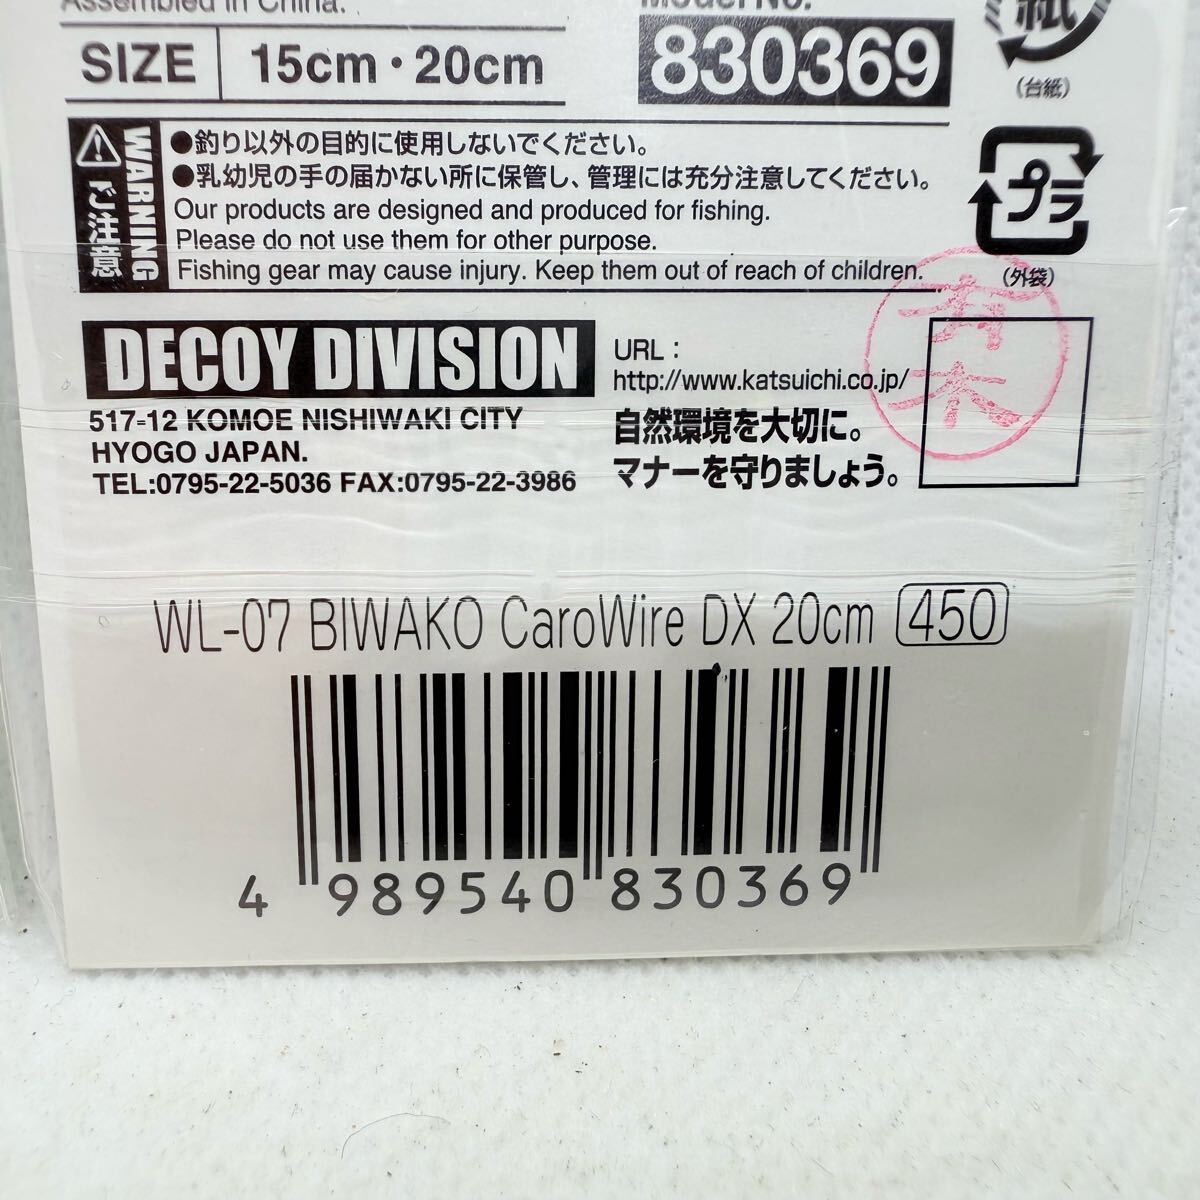 Assembled in China.
SIZE 15cm・20cm
Model No.
830369
紙
(台紙)
WARNING
ご注意
●釣り以外の目的に使用しないでください。
●乳幼児の手の届かない所に保管し、管理には充分注意してください。
Our products are designed and produced for fishing.
Please do not use them for other purpose.
Fishing gear may cause injury. Keep them out of reach of children.
プラ
(外袋)
DECOY DIVISION
517-12 KOMOE NISHIWAKI CITY
HYOGO JAPAN.
TEL:0795-22-5036 FAX:0795-22-3986
URL:
http://www.katsuichi.co.jp/
自然環境を大切に。
マナーを守りましょう。
WL-07 BIWAKO CaroWire DX 20cm 450
4 989540 830369